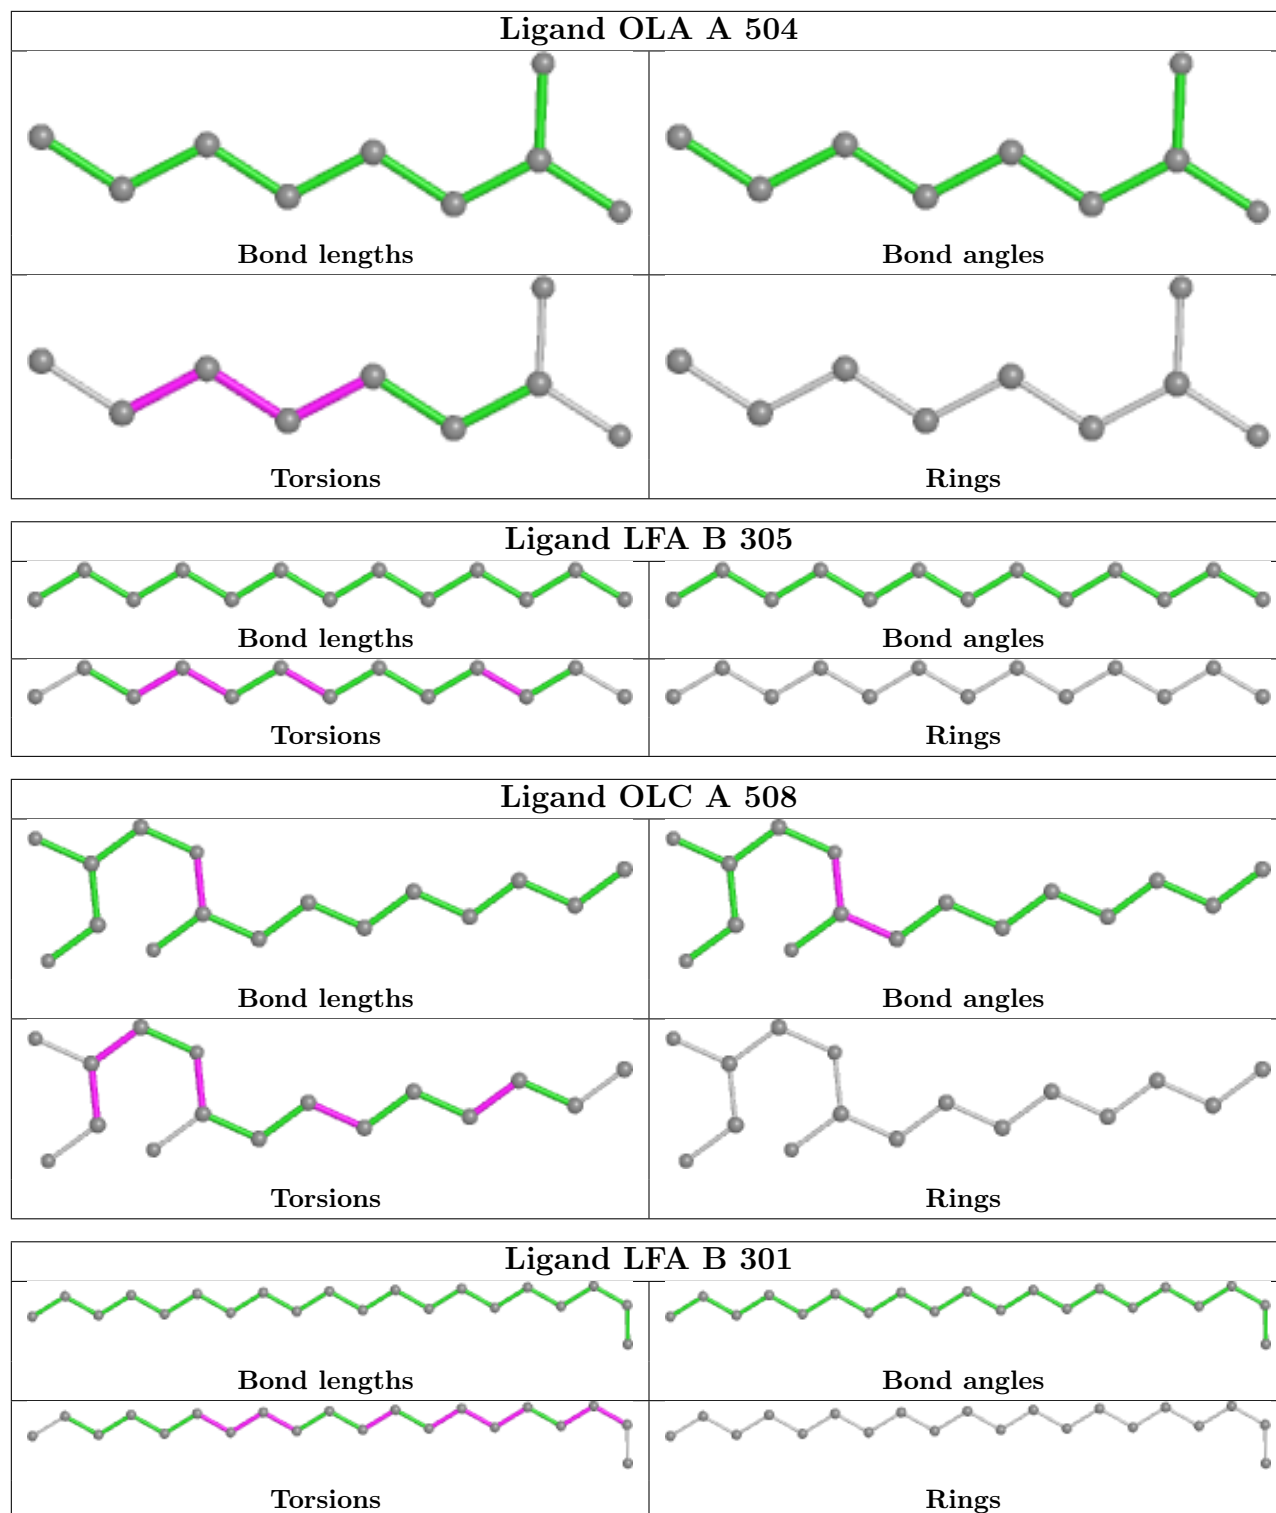 Ligand OLA A 504
Bond lengths
Bond angles
Torsions
Rings
Ligand LFA B 305
Bond lengths
Bond angles
Torsions
Rings
Ligand OLC A 508
Bond lengths
Bond angles
Torsions
Rings
Ligand LFA B 301
Bond lengths
Bond angles
Torsions
Rings